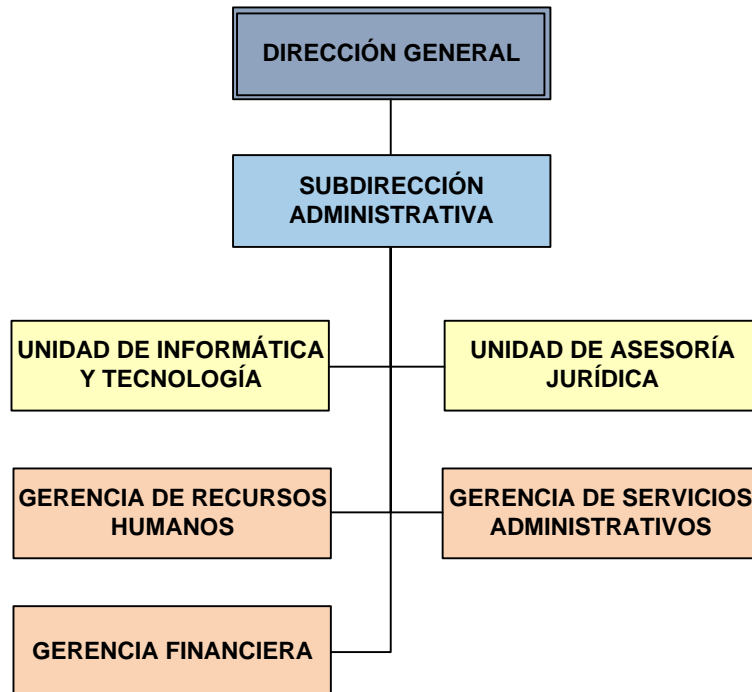 DIRECCIÓN GENERAL
SUBDIRECCIÓN
ADMINISTRATIVA
UNIDAD DE INFORMÁTICA
Y TECNOLOGÍA
UNIDAD DE ASESORÍA
JURÍDICA
GERENCIA DE RECURSOS
HUMANOS
GERENCIA DE SERVICIOS
ADMINISTRATIVOS
GERENCIA FINANCIERA